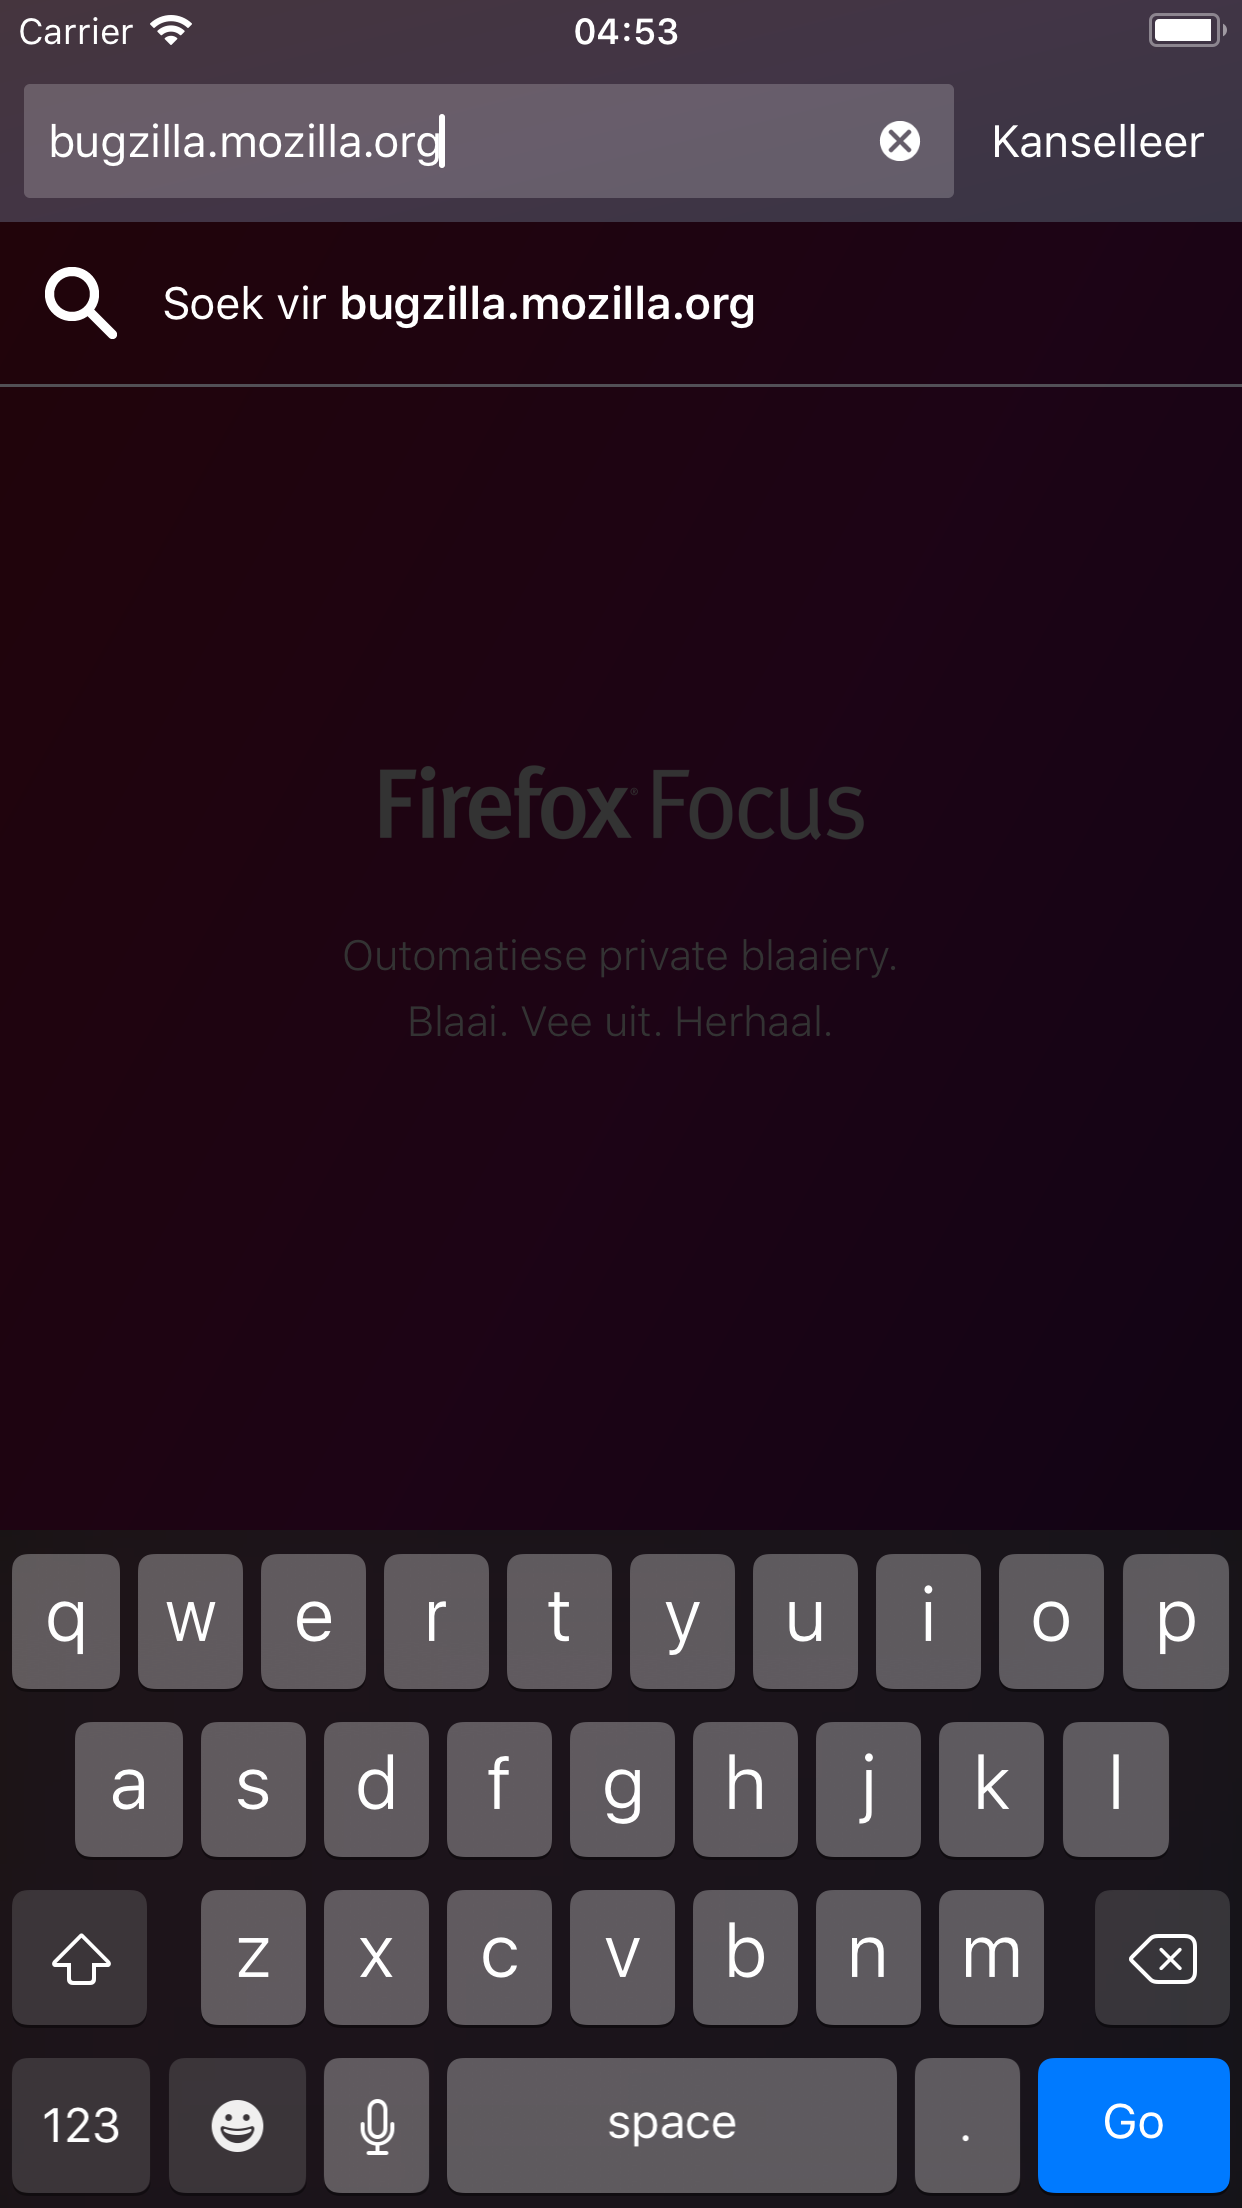 Carrier 04:53
bugzilla.mozilla.org Kanselleer
Soek vir bugzilla.mozilla.org
Firefox® Focus
Outomatiese private blaaiery.
Blaai. Vee uit. Herhaal.
q w e r t y u i o p
a s d f g h j k l
z x c v b n m
123 space . Go